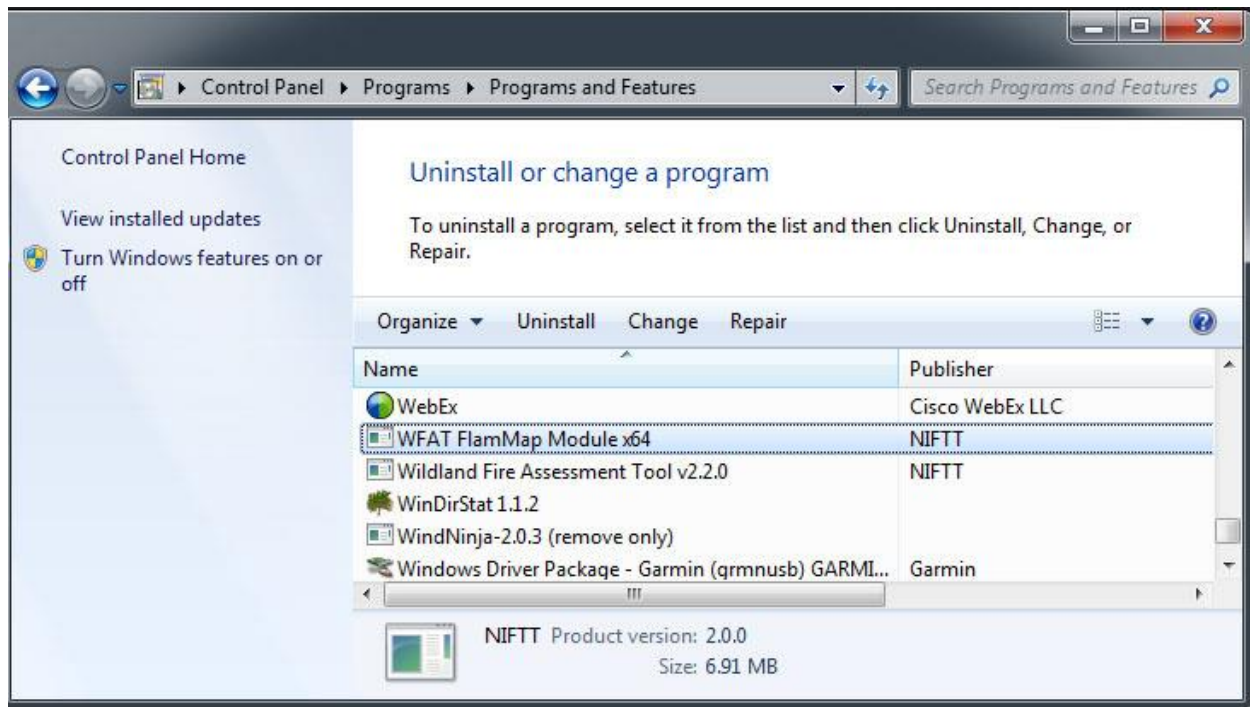 Control Panel ▸ Programs ▸ Programs and Features
Search Programs and Features
Control Panel Home
View installed updates
Turn Windows features on or
off
Uninstall or change a program
To uninstall a program, select it from the list and then click Uninstall, Change, or
Repair.
Organize Uninstall Change Repair
Name Publisher
WebEx Cisco WebEx LLC
WFAT FlamMap Module x64 NIFTT
Wildland Fire Assessment Tool v2.2.0 NIFTT
WinDirStat 1.1.2
WindNinja-2.0.3 (remove only)
Windows Driver Package - Garmin (grmnusb) GARMI... Garmin
NIFTT Product version: 2.0.0
Size: 6.91 MB